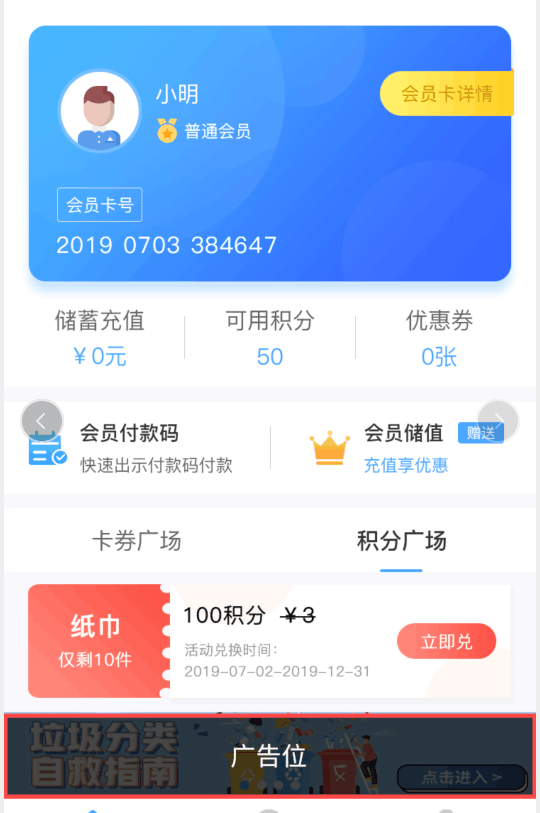 小明
会员卡详情
普通会员
会员卡号
2019 0703 384647
储蓄充值
可用积分
优惠券
￥0元
50
0张
会员付款码
快速出示付款码付款
会员储值
赠送
充值享优惠
卡券广场
积分广场
纸巾
仅剩10件
100积分 ￥3
活动兑换时间：
2019-07-02-2019-12-31
立即兑
垃圾分类
自救指南
广告位
点击进入 >